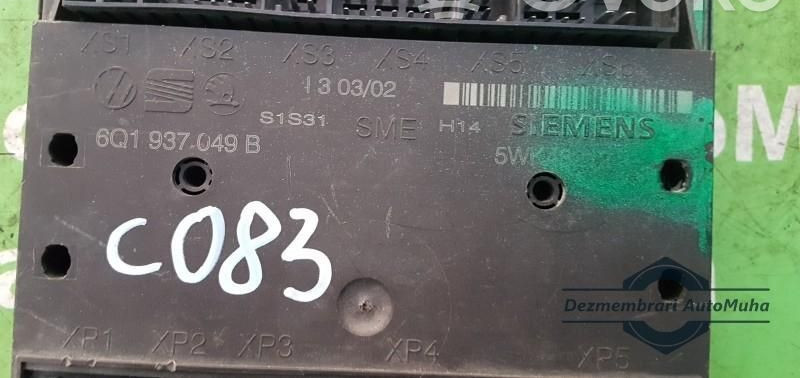 XS1 XS2 XS3 XS4 XS5 XS6
I 3 03/02
S1S31 SME H14 SIEMENS
6Q1 937 049 B
5WK
C083
Dezmembrari AutoMuha
XP1 XP2 XP3 XP4 XP5